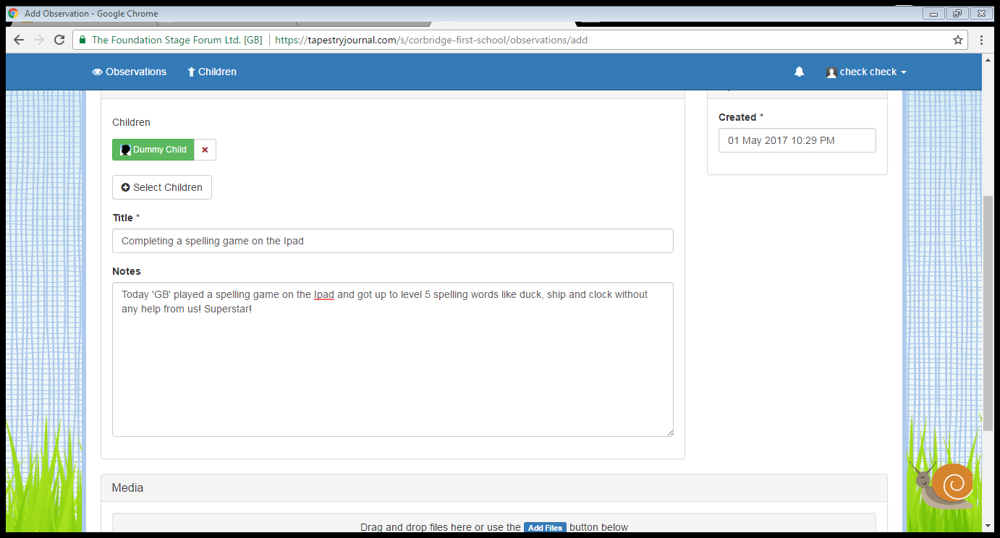 Add Observation - Google Chrome
The Foundation Stage Forum Ltd. [GB] https://tapestryjournal.com/s/corbridge-first-school/observations/add
Observations Children check check
Children
Dummy Child
Select Children
Title *
Completing a spelling game on the Ipad
Notes
Today 'GB' played a spelling game on the Ipad and got up to level 5 spelling words like duck, ship and clock without
any help from us! Superstar!
Created *
01 May 2017 10:29 PM
Media
Drag and drop files here or use the Add Files button below